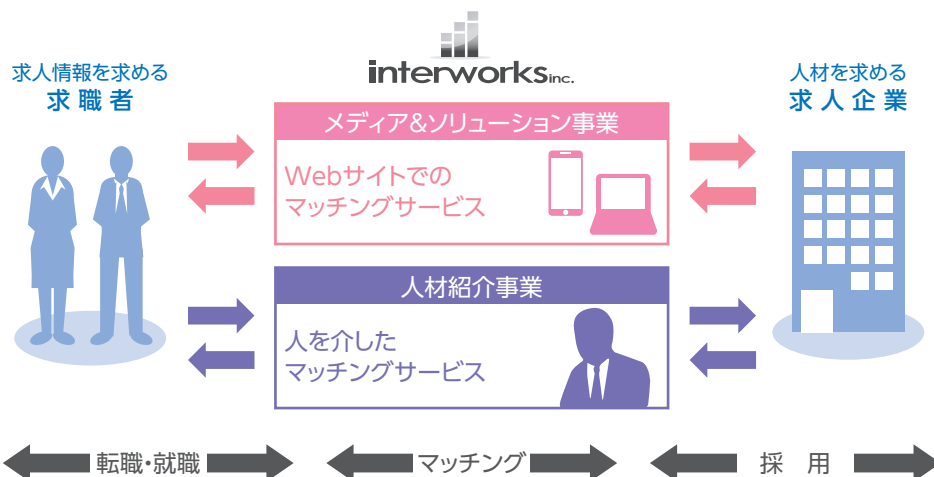 interworks inc.
求人情報を求める
求職者
人材を求める
求人企業
メディア&ソリューション事業
Webサイトでの
マッチングサービス
人材紹介事業
人を介した
マッチングサービス
転職・就職
マッチング
採 用